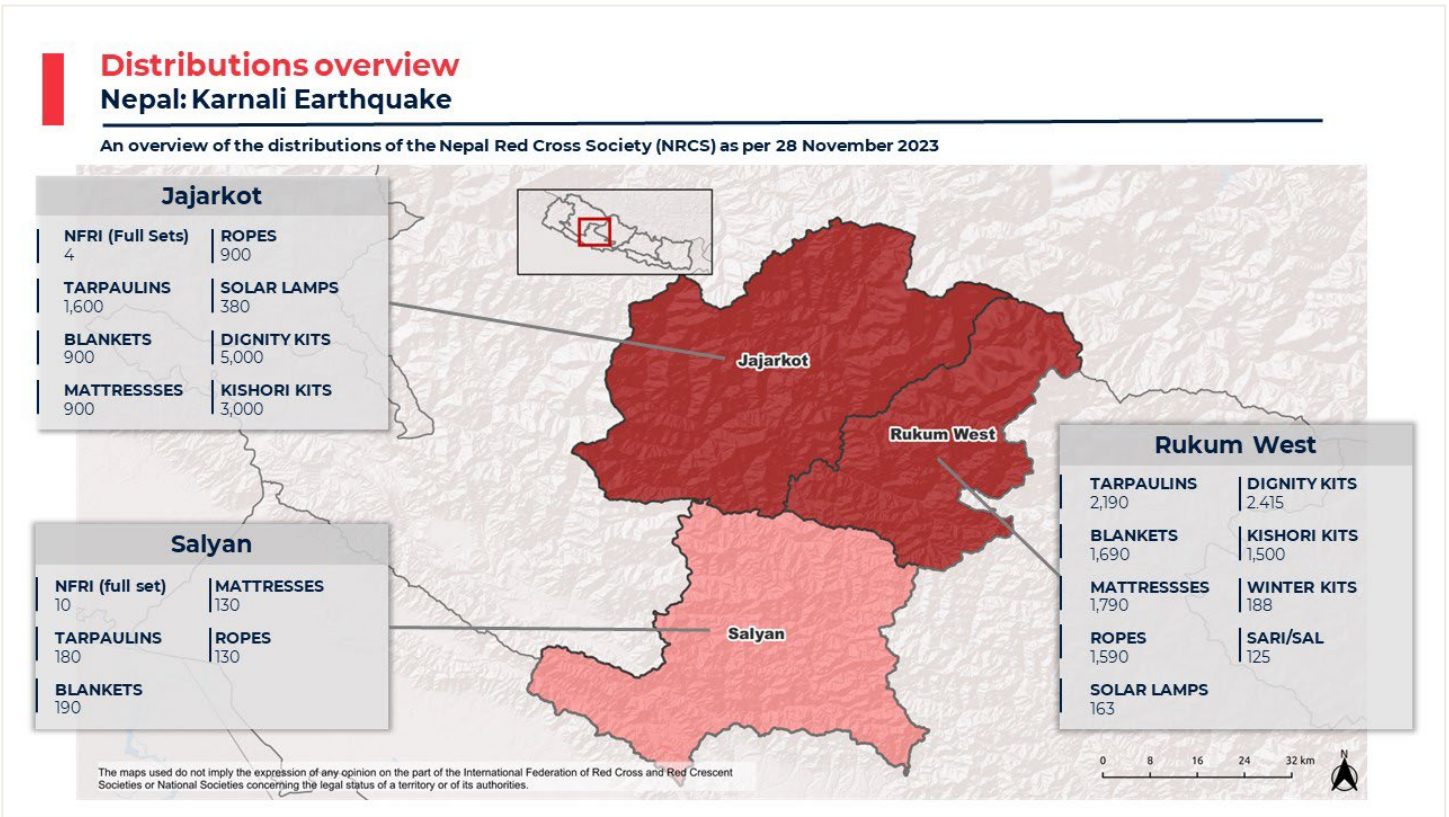 Distributions overview
Nepal: Karnali Earthquake
An overview of the distributions of the Nepal Red Cross Society (NRCS) as per 28 November 2023
Jajarkot
NFRI (Full Sets)
4
ROPES
900
TARPAULINS
1,600
SOLAR LAMPS
380
BLANKETS
900
DIGNITY KITS
5,000
MATTRESSSES
900
KISHORI KITS
3,000
Jajarkot
Rukum West
Salyan
Salyan
NFRI (full set)
10
MATTRESSES
130
TARPAULINS
180
ROPES
130
BLANKETS
190
Rukum West
TARPAULINS
2,190
DIGNITY KITS
2.415
BLANKETS
1,690
KISHORI KITS
1,500
MATTRESSSES
1,790
WINTER KITS
188
ROPES
1,590
SARI/SAL
125
SOLAR LAMPS
163
The maps used do not imply the expression of any opinion on the part of the International Federation of Red Cross and Red Crescent
Societies or National Societies concerning the legal status of a territory or of its authorities.
0 8 16 24 32 km
N